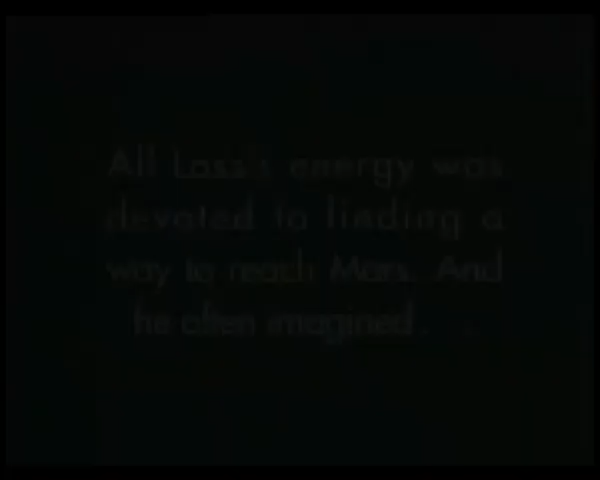 All Loss's energy was
devoted to finding a
way to reach Mars. And
he often imagined.